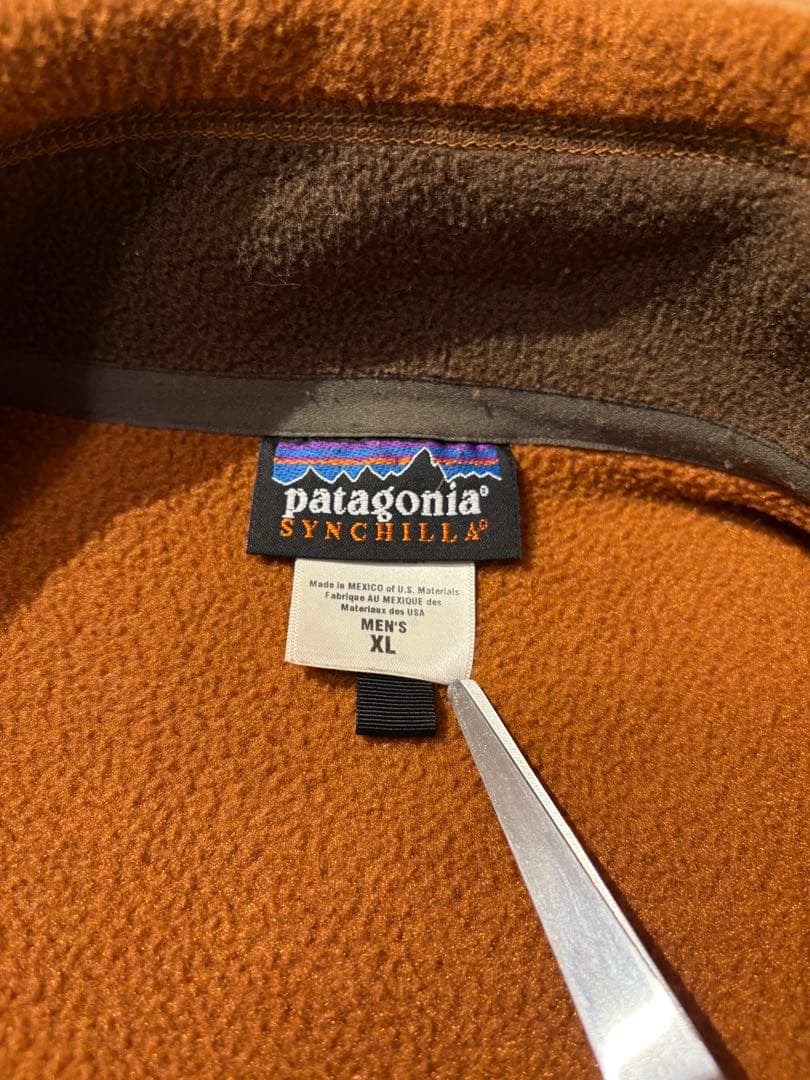 patagonia®
SYNCHILLA®
Made in MEXICO of U.S. Materials
Fabrique AU MEXIQUE des
Materiaux des USA
MEN'S
XL